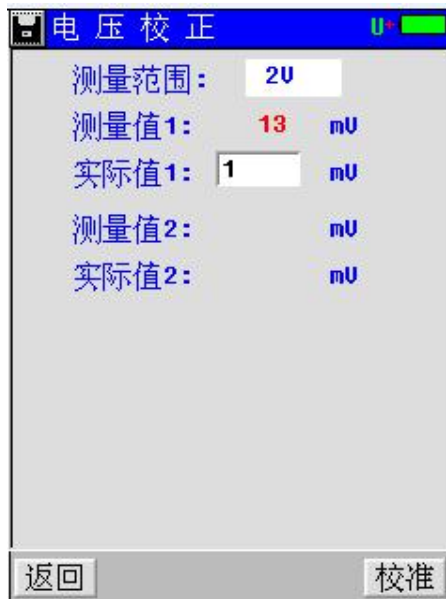 电压校正 U+
测量范围: 2V
测量值1: 13 mV
实际值1: 1 mV
测量值2: mV
实际值2: mV
返回 校准